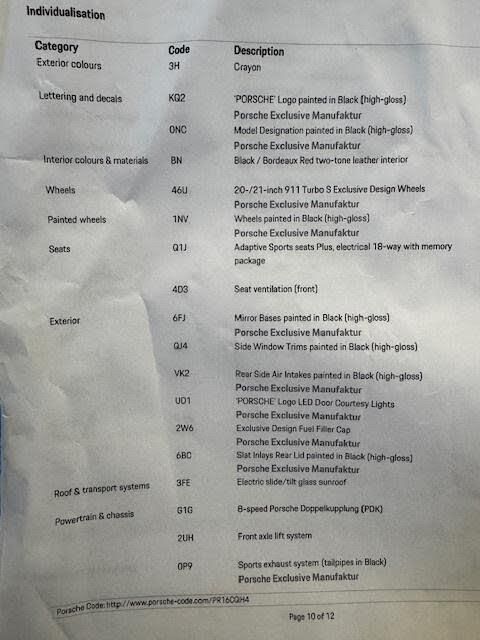 Individualisation
Category Code Description
Exterior colours 3H Crayon
Lettering and decals KQ2 'PORSCHE' Logo painted in Black (high-gloss)
Porsche Exclusive Manufaktur
0NC Model Designation painted in Black (high-gloss)
Porsche Exclusive Manufaktur
Interior colours & materials BN Black / Bordeaux Red two-tone leather interior
Wheels 46U 20-/21-inch 911 Turbo S Exclusive Design Wheels
Porsche Exclusive Manufaktur
Painted wheels 1NV Wheels painted in Black (high-gloss)
Porsche Exclusive Manufaktur
Seats Q1J Adaptive Sports seats Plus, electrical 18-way with memory
package
4D3 Seat ventilation (front)
Exterior 6FJ Mirror Bases painted in Black (high-gloss)
Porsche Exclusive Manufaktur
QJ4 Side Window Trims painted in Black (high-gloss)
VK2 Rear Side Air Intakes painted in Black (high-gloss)
Porsche Exclusive Manufaktur
UD1 'PORSCHE' Logo LED Door Courtesy Lights
Porsche Exclusive Manufaktur
2W6 Exclusive Design Fuel Filler Cap
Porsche Exclusive Manufaktur
6BC Slat Inlays Rear Lid painted in Black (high-gloss)
Porsche Exclusive Manufaktur
Roof & transport systems 3FE Electric slide/tilt glass sunroof
Powertrain & chassis G1G 8-speed Porsche Doppelkupplung (PDK)
2UH Front axle lift system
0P9 Sports exhaust system (tailpipes in Black)
Porsche Exclusive Manufaktur
Porsche Code: http://www.porsche-code.com/PR16CQH4
Page 10 of 12